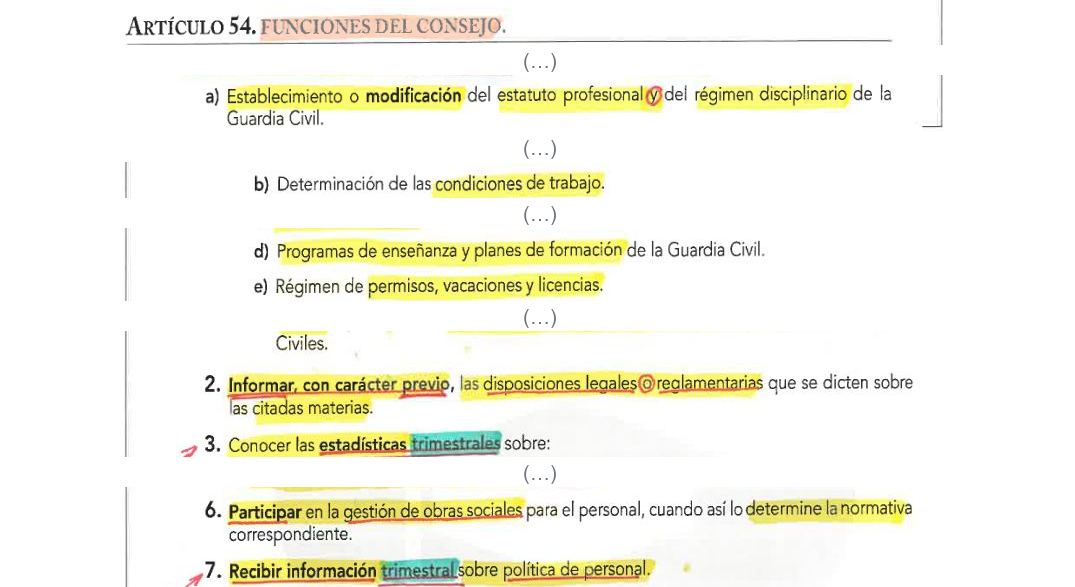 ARTÍCULO 54. FUNCIONES DEL CONSEJO.
(...)
a) Establecimiento o modificación del estatuto profesional y del régimen disciplinario de la
Guardia Civil.
(...)
b) Determinación de las condiciones de trabajo.
(...)
d) Programas de enseñanza y planes de formación de la Guardia Civil.
e) Régimen de permisos, vacaciones y licencias.
(...)
Civiles.
2. Informar, con carácter previo, las disposiciones legales o reglamentarias que se dicten sobre
las citadas materias.
3. Conocer las estadísticas trimestrales sobre:
(...)
6. Participar en la gestión de obras sociales para el personal, cuando así lo determine la normativa
correspondiente.
7. Recibir información trimestral sobre política de personal.